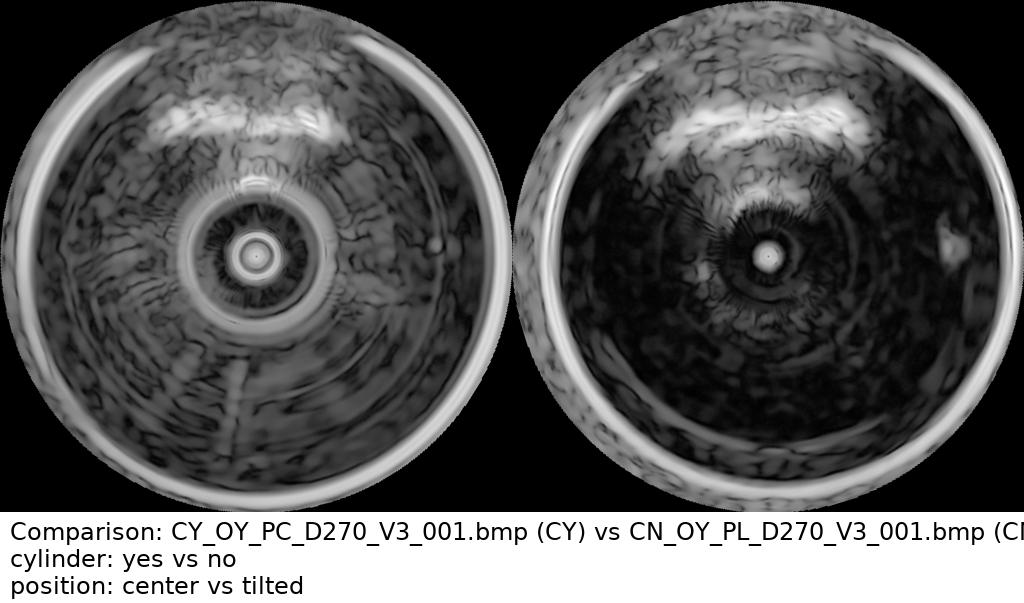 Comparison: CY_OY_PC_D270_V3_001.bmp (CY) vs CN_OY_PL_D270_V3_001.bmp
cylinder: yes vs no
position: center vs tilted